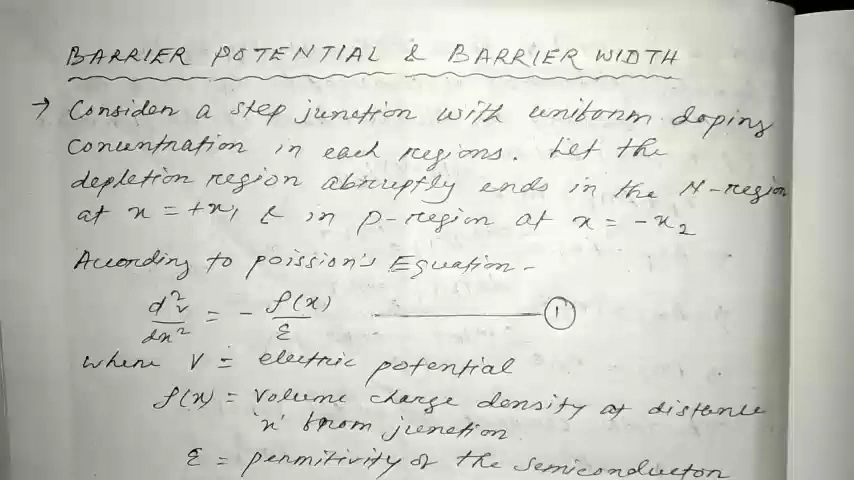 BARRIER POTENTIAL & BARRIER WIDTH
→ Consider a step junction with uniform doping
concentration in each regions. Let the
depletion region abruptly ends in the N-region
at x = +x₁ & in p-region at x = -x₂
According to poission's Equation -
d²v/dx² = - ρ(x)/ε ——— ①
where V = electric potential
ρ(x) = volume charge density at distance
'x' from junction
ε = permitivity of the semiconductor